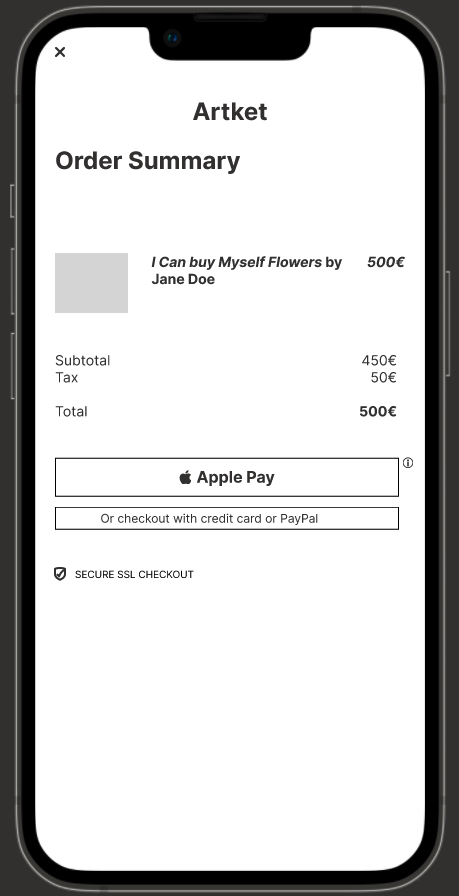 Artket
Order Summary
I Can buy Myself Flowers by 500€
Jane Doe
Subtotal 450€
Tax 50€
Total 500€
Apple Pay
Or checkout with credit card or PayPal
SECURE SSL CHECKOUT